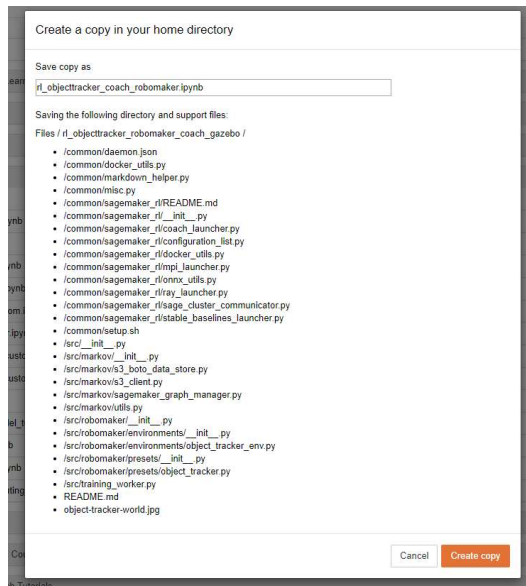 Create a copy in your home directory
Save copy as
rl_objecttracker_coach_robomaker.ipynb
Saving the following directory and support files:
Files / rl_objecttracker_robomaker_coach_gazebo /
• /common/daemon.json
• /common/docker_utils.py
• /common/markdown_helper.py
• /common/misc.py
• /common/sagemaker_rl/README.md
• /common/sagemaker_rl/__init__.py
• /common/sagemaker_rl/coach_launcher.py
• /common/sagemaker_rl/configuration_list.py
• /common/sagemaker_rl/docker_utils.py
• /common/sagemaker_rl/mpi_launcher.py
• /common/sagemaker_rl/onnx_utils.py
• /common/sagemaker_rl/ray_launcher.py
• /common/sagemaker_rl/sage_cluster_communicator.py
• /common/sagemaker_rl/stable_baselines_launcher.py
• /common/setup.sh
• /src/__init__.py
• /src/markov/__init__.py
• /src/markov/s3_boto_data_store.py
• /src/markov/s3_client.py
• /src/markov/sagemaker_graph_manager.py
• /src/markov/utils.py
• /src/robomaker/__init__.py
• /src/robomaker/environments/__init__.py
• /src/robomaker/environments/object_tracker_env.py
• /src/robomaker/presets/__init__.py
• /src/robomaker/presets/object_tracker.py
• /src/training_worker.py
• README.md
• object-tracker-world.jpg
Cancel Create copy